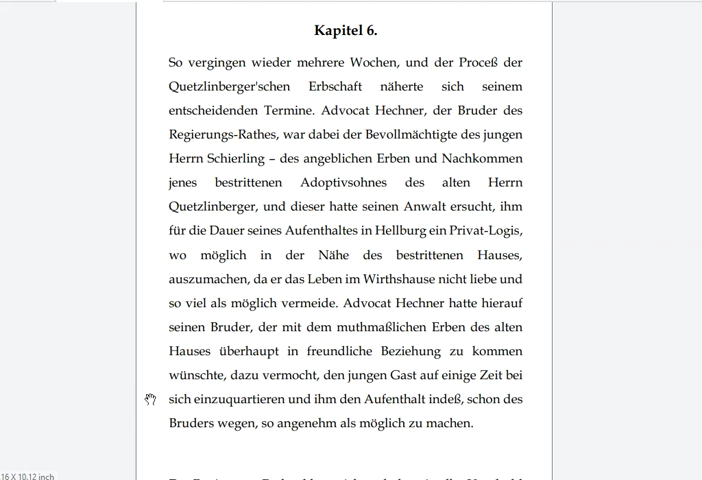 Kapitel 6.
So vergingen wieder mehrere Wochen, und der Proceß der
Quetzlinberger'schen Erbschaft näherte sich seinem
entscheidenden Termine. Advocat Hechner, der Bruder des
Regierungs-Rathes, war dabei der Bevollmächtigte des jungen
Herrn Schierling – des angeblichen Erben und Nachkommen
jenes bestrittenen Adoptivsohnes des alten Herrn
Quetzlinberger, und dieser hatte seinen Anwalt ersucht, ihm
für die Dauer seines Aufenthaltes in Hellburg ein Privat-Logis,
wo möglich in der Nähe des bestrittenen Hauses,
auszumachen, da er das Leben im Wirthshause nicht liebe und
so viel als möglich vermeide. Advocat Hechner hatte hierauf
seinen Bruder, der mit dem muthmaßlichen Erben des alten
Hauses überhaupt in freundliche Beziehung zu kommen
wünschte, dazu vermocht, den jungen Gast auf einige Zeit bei
sich einzuquartieren und ihm den Aufenthalt indeß, schon des
Bruders wegen, so angenehm als möglich zu machen.
16 X 10.12 inch